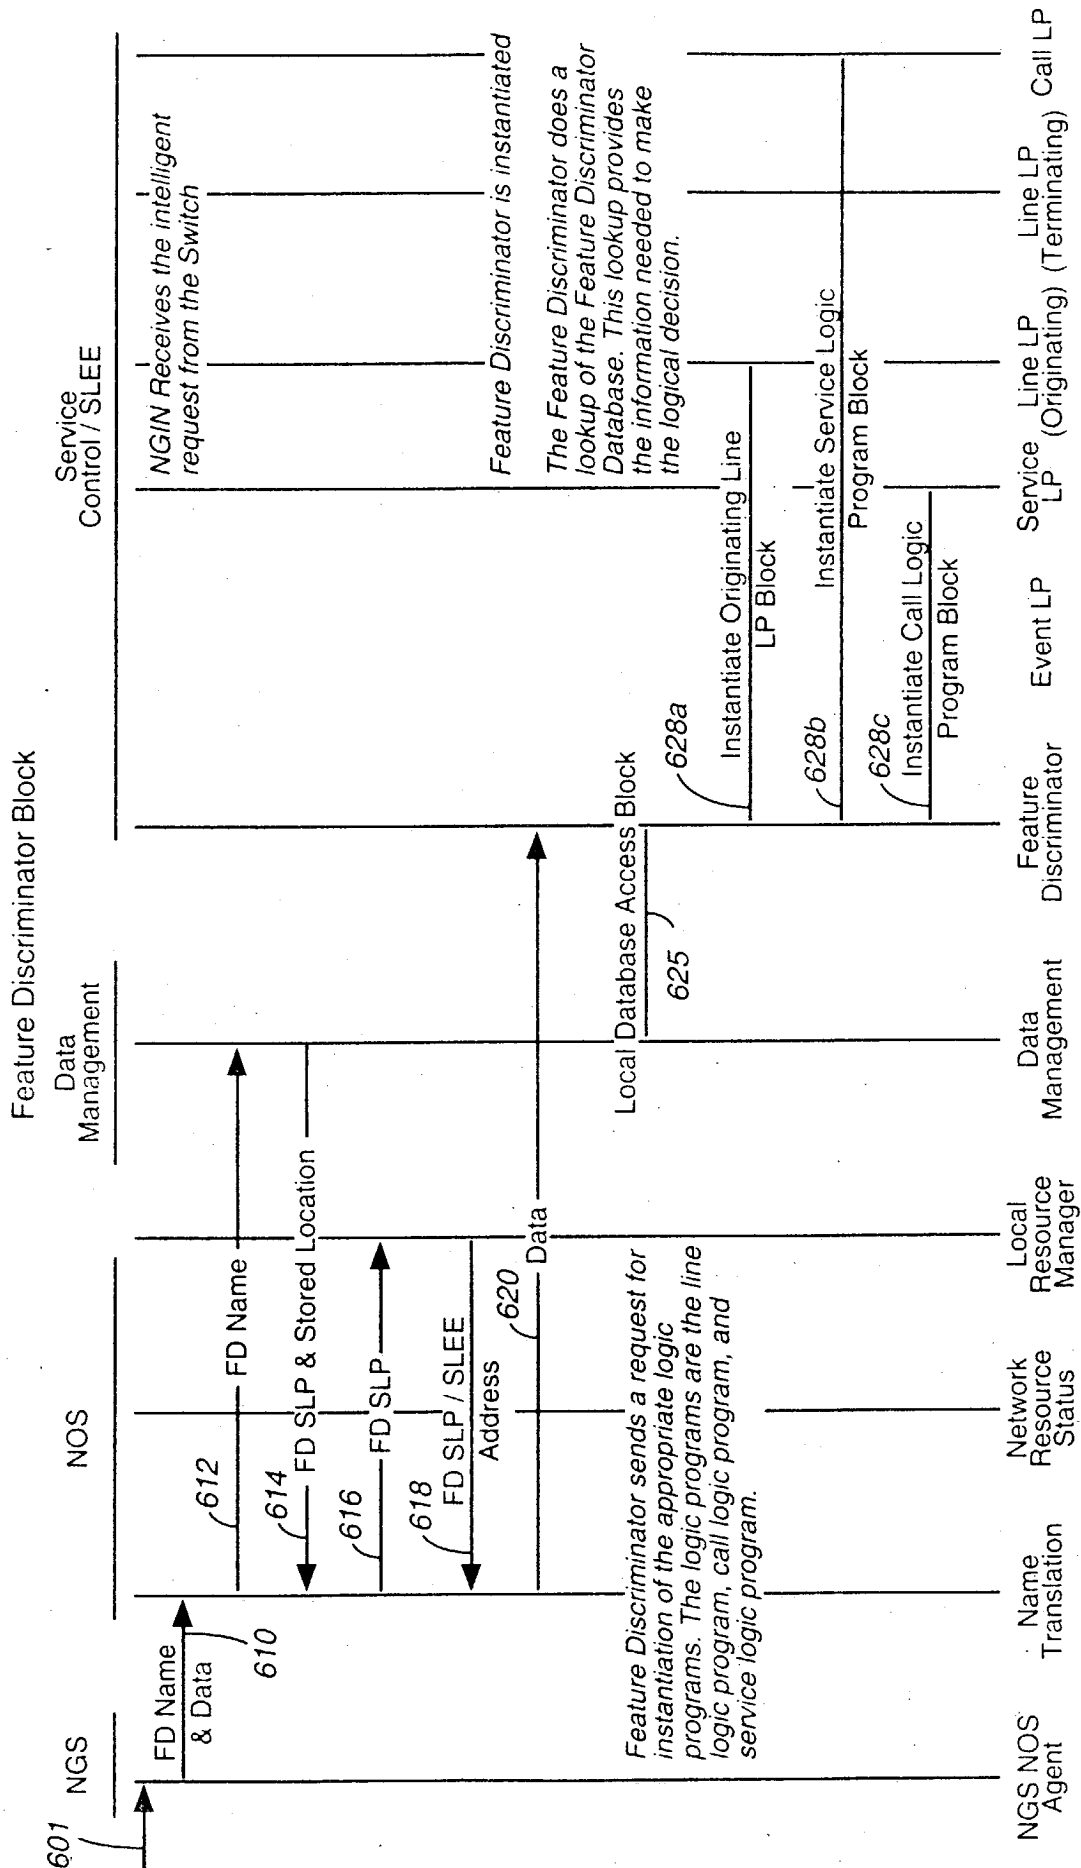 Feature Discriminator Block
NGS
NOS
Data
Management
Service
Control / SLEE
601
FD Name
& Data
610
NGIN Receives the intelligent
request from the Switch
612
FD Name
614
FD SLP & Stored Location
616
FD SLP
618
FD SLP / SLEE
Address
Feature Discriminator is instantiated
620
Data
The Feature Discriminator does a
lookup of the Feature Discriminator
Database. This lookup provides
the information needed to make
the logical decision.
Local Database Access Block
625
Feature Discriminator sends a request for
instantiation of the appropriate logic
programs. The logic programs are the line
logic program, call logic program, and
service logic program.
628a
Instantiate Originating Line
LP Block
628b
Instantiate Service Logic
Program Block
628c
Instantiate Call Logic
Program Block
NGS NOS
Agent
Name
Translation
Network
Resource
Status
Local
Resource
Manager
Data
Management
Feature
Discriminator
Event LP
Service
LP
Line LP
(Originating)
Line LP
(Terminating)
Call LP